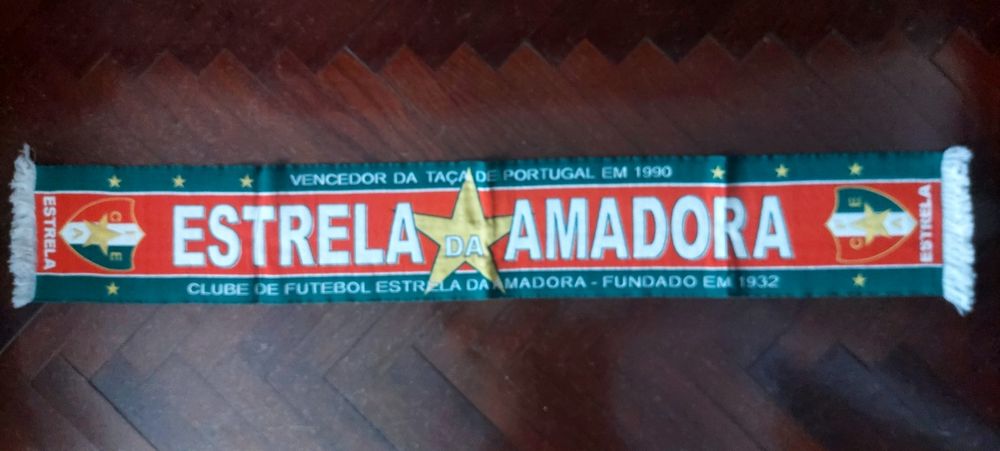 VENCEDOR DA TAÇA DE PORTUGAL EM 1990
ESTRELA
ESTRELA DA AMADORA
ESTRELA
CLUBE DE FUTEBOL ESTRELA DA AMADORA - FUNDADO EM 1932